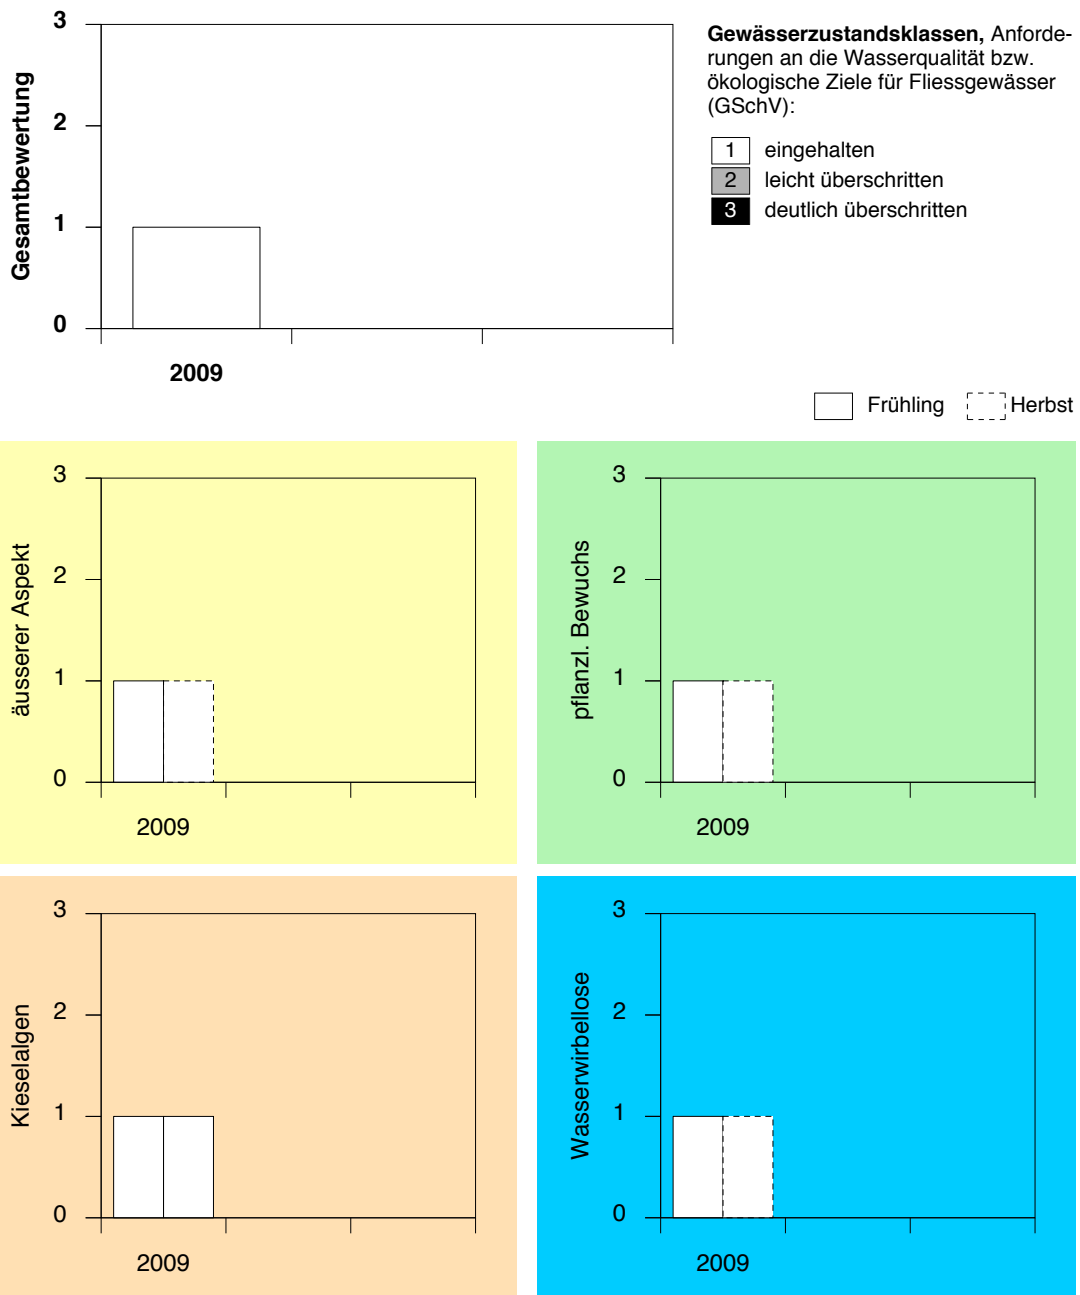 3
2
1
0
Gesamtbewertung
2009
Gewässerzustandsklassen, Anforde-
rungen an die Wasserqualität bzw.
ökologische Ziele für Fliessgewässer
(GSchV):
1 eingehalten
2 leicht überschritten
3 deutlich überschritten
Frühling Herbst
3
2
1
0
äusserer Aspekt
2009
3
2
1
0
pflanzl. Bewuchs
2009
3
2
1
0
Kieselalgen
2009
3
2
1
0
Wasserwirbellose
2009